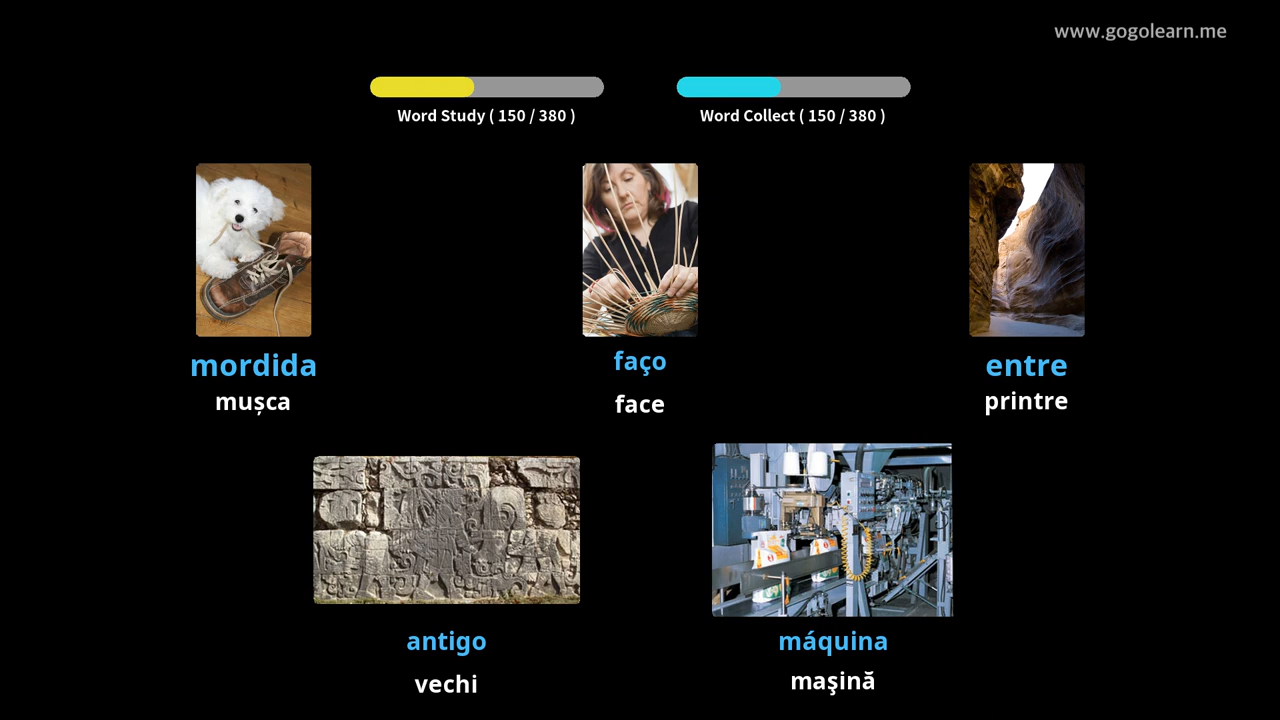 www.gogolearn.me
Word Study ( 150 / 380 )
Word Collect ( 150 / 380 )
mordida
mușca
faço
face
entre
printre
antigo
vechi
máquina
maşină